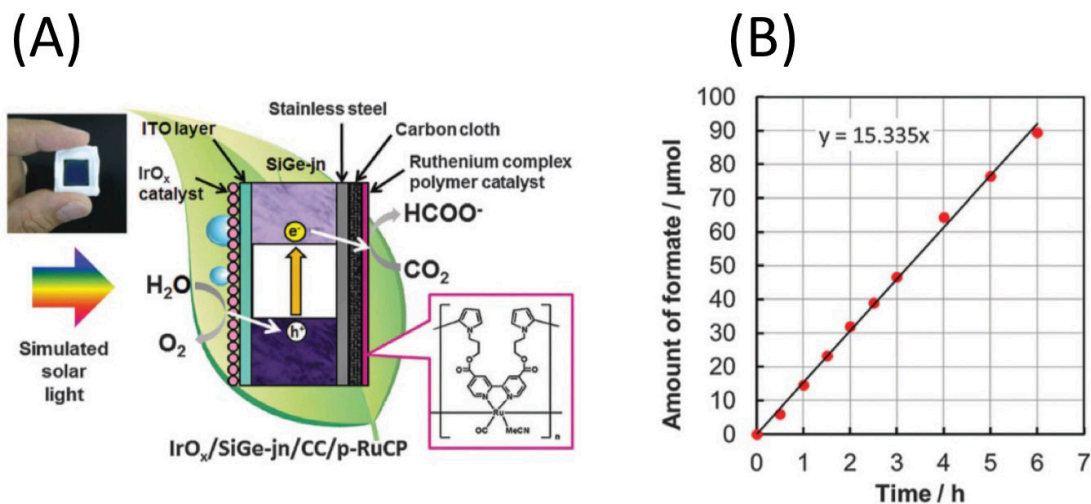 (A)
Stainless steel
ITO layer
SiGe-jn
Carbon cloth
IrOx
catalyst
Ruthenium complex
polymer catalyst
HCOO-
e-
CO2
H2O
h+
O2
Simulated
solar
light
O
O
O
O
N
N
N
N
Ru
OC
MeCN
n
IrOx/SiGe-jn/CC/p-RuCP
(B)
Amount of formate / μmol
100
90
80
70
60
50
40
30
20
10
0
y = 15.335x
0 1 2 3 4 5 6 7
Time / h